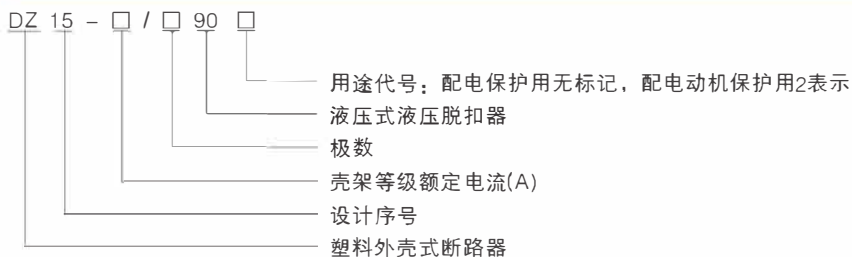 DZ 15 - □ / □ 90 □
用途代号：配电保护用无标记，配电动机保护用2表示
液压式液压脱扣器
极数
壳架等级额定电流(A)
设计序号
塑料外壳式断路器